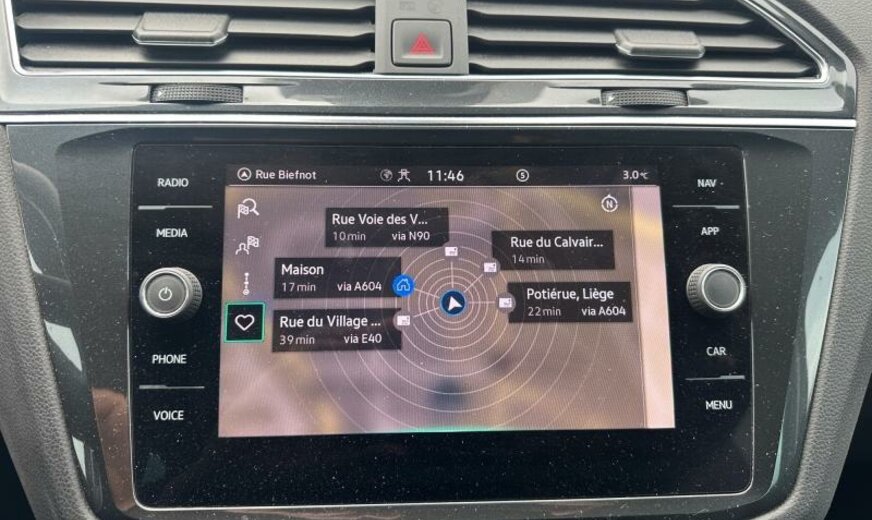 RADIO
MEDIA
PHONE
VOICE
Rue Biefnot 11:46 5 3.0°C
N
Rue Voie des V...
10 min via N90
Rue du Calvair...
14 min
Maison
17 min via A604
Potiérue, Liège
22 min via A604
Rue du Village ...
39 min via E40
NAV
APP
CAR
MENU